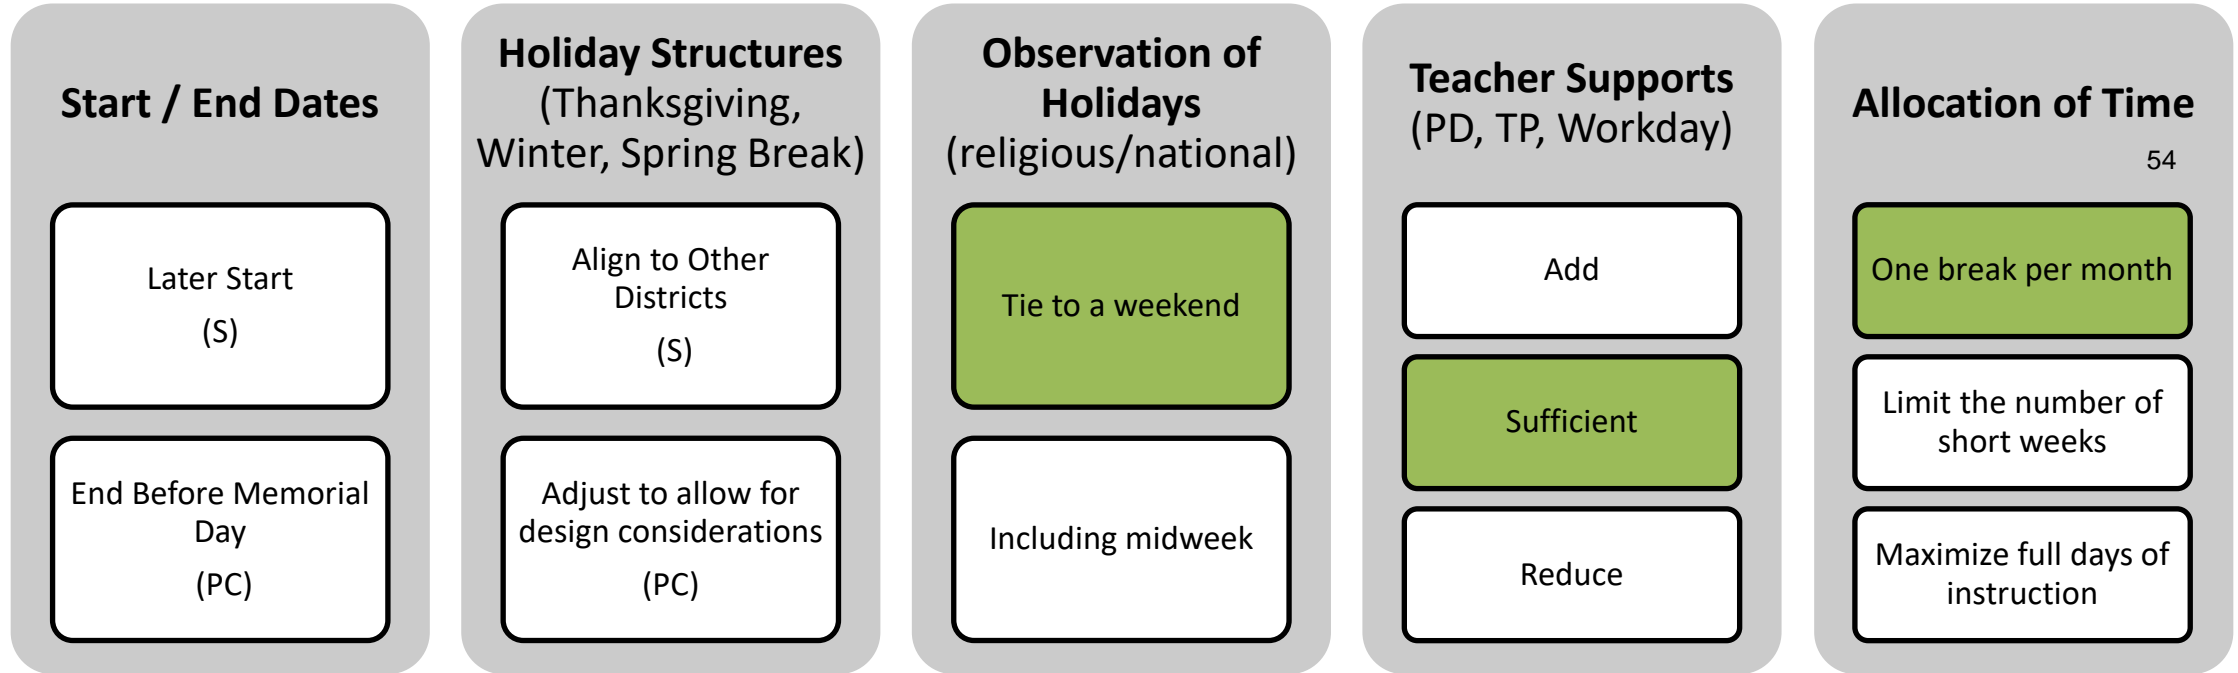 Start / End Dates
Later Start
(S)
End Before Memorial
Day
(PC)
Holiday Structures
(Thanksgiving,
Winter, Spring Break)
Align to Other
Districts
(S)
Adjust to allow for
design considerations
(PC)
Observation of
Holidays
(religious/national)
Tie to a weekend
Including midweek
Teacher Supports
(PD, TP, Workday)
Add
Sufficient
Reduce
Allocation of Time
54
One break per month
Limit the number of
short weeks
Maximize full days of
instruction